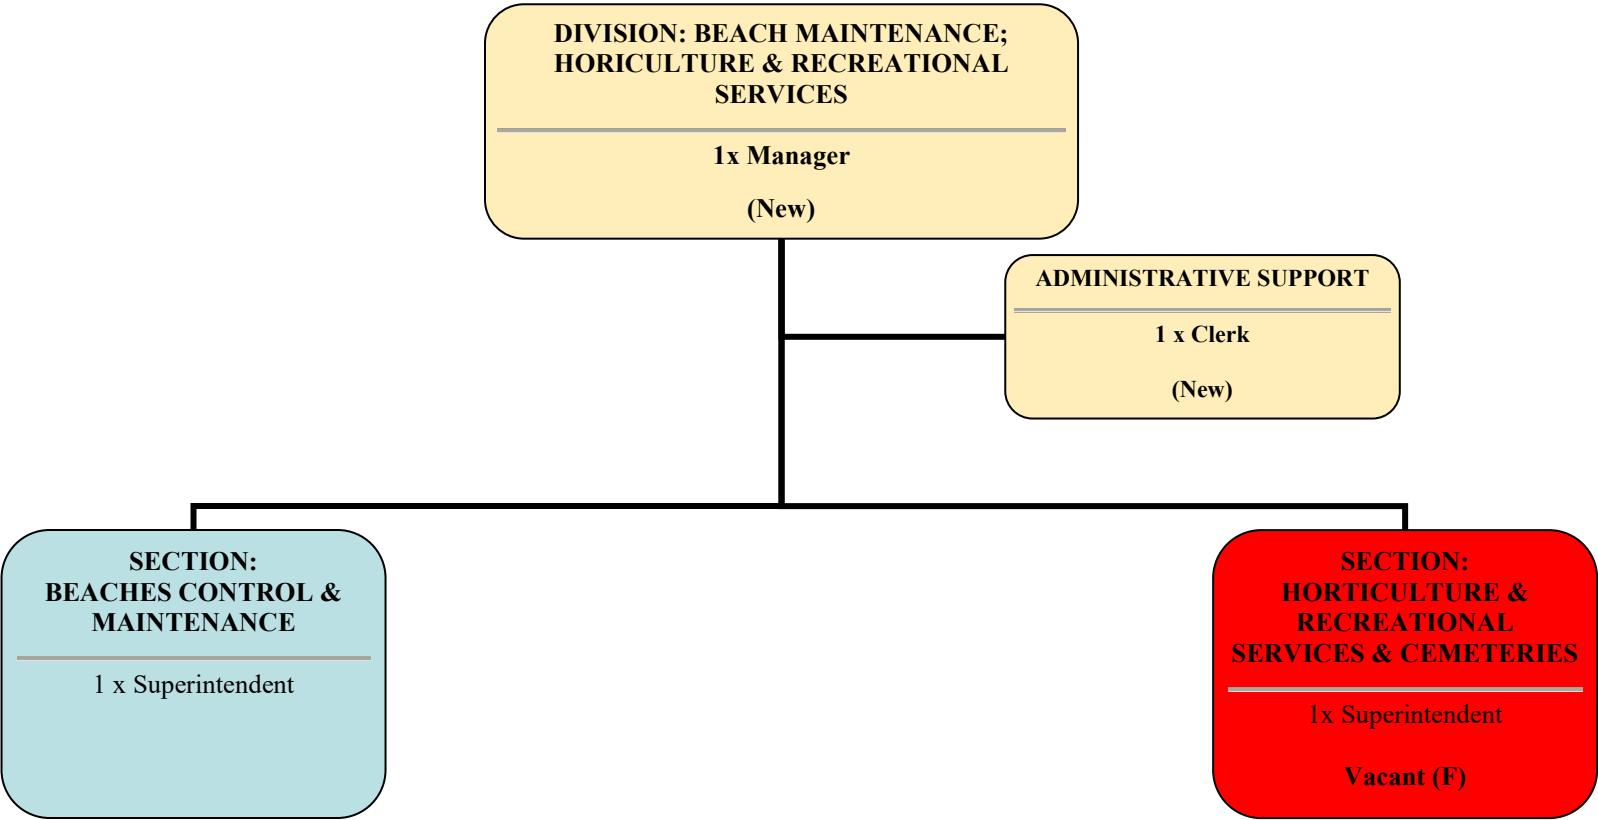 DIVISION: BEACH MAINTENANCE;
HORICULTURE & RECREATIONAL
SERVICES
1x Manager
(New)
ADMINISTRATIVE SUPPORT
1 x Clerk
(New)
SECTION:
BEACHES CONTROL &
MAINTENANCE
1 x Superintendent
SECTION:
HORTICULTURE &
RECREATIONAL
SERVICES & CEMETERIES
1x Superintendent
Vacant (F)